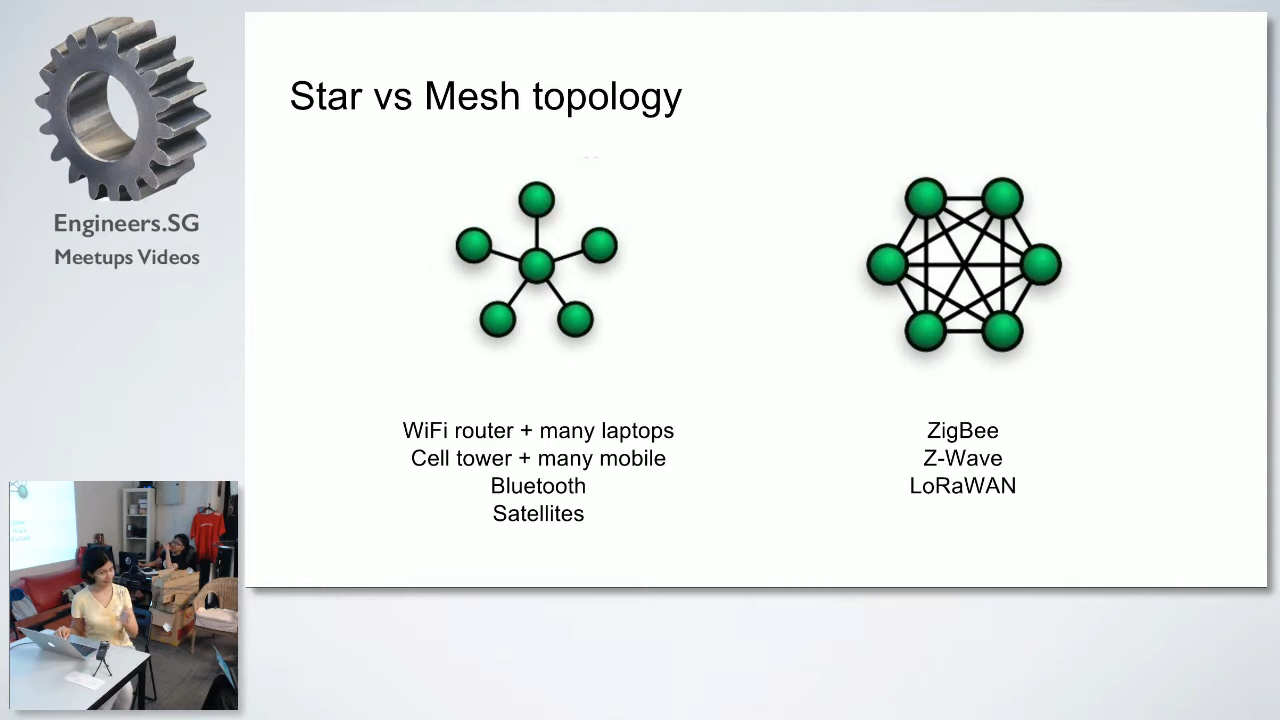 Engineers.SG
Meetups Videos
Star vs Mesh topology
WiFi router + many laptops
Cell tower + many mobile
Bluetooth
Satellites
ZigBee
Z-Wave
LoRaWAN